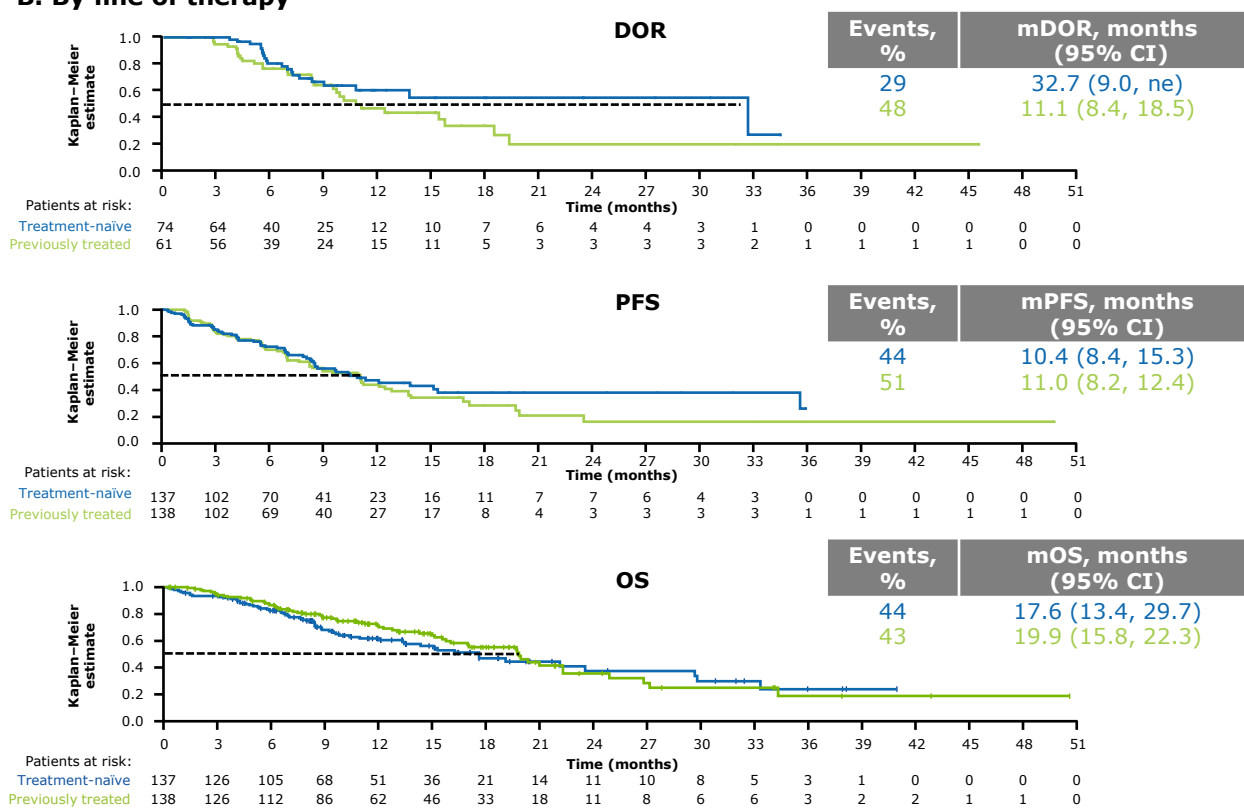 B. By line of therapy
DOR
Events, %
mDOR, months (95% CI)
29 32.7 (9.0, ne)
48 11.1 (8.4, 18.5)
Kaplan–Meier estimate
1.0
0.8
0.6
0.4
0.2
0.0
0 3 6 9 12 15 18 21 24 27 30 33 36 39 42 45 48 51
Time (months)
Patients at risk:
Treatment-naïve 74 64 40 25 12 10 7 6 4 4 3 1 0 0 0 0 0 0
Previously treated 61 56 39 24 15 11 5 3 3 3 3 2 1 1 1 1 0 0
PFS
Events, %
mPFS, months (95% CI)
44 10.4 (8.4, 15.3)
51 11.0 (8.2, 12.4)
Kaplan–Meier estimate
1.0
0.8
0.6
0.4
0.2
0.0
0 3 6 9 12 15 18 21 24 27 30 33 36 39 42 45 48 51
Time (months)
Patients at risk:
Treatment-naïve 137 102 70 41 23 16 11 7 7 6 4 3 0 0 0 0 0 0
Previously treated 138 102 69 40 27 17 8 4 3 3 3 3 1 1 1 1 1 0
OS
Events, %
mOS, months (95% CI)
44 17.6 (13.4, 29.7)
43 19.9 (15.8, 22.3)
Kaplan–Meier estimate
1.0
0.8
0.6
0.4
0.2
0.0
0 3 6 9 12 15 18 21 24 27 30 33 36 39 42 45 48 51
Time (months)
Patients at risk:
Treatment-naïve 137 126 105 68 51 36 21 14 11 10 8 5 3 1 0 0 0 0
Previously treated 138 126 112 86 62 46 33 18 11 8 6 6 3 2 2 1 1 0